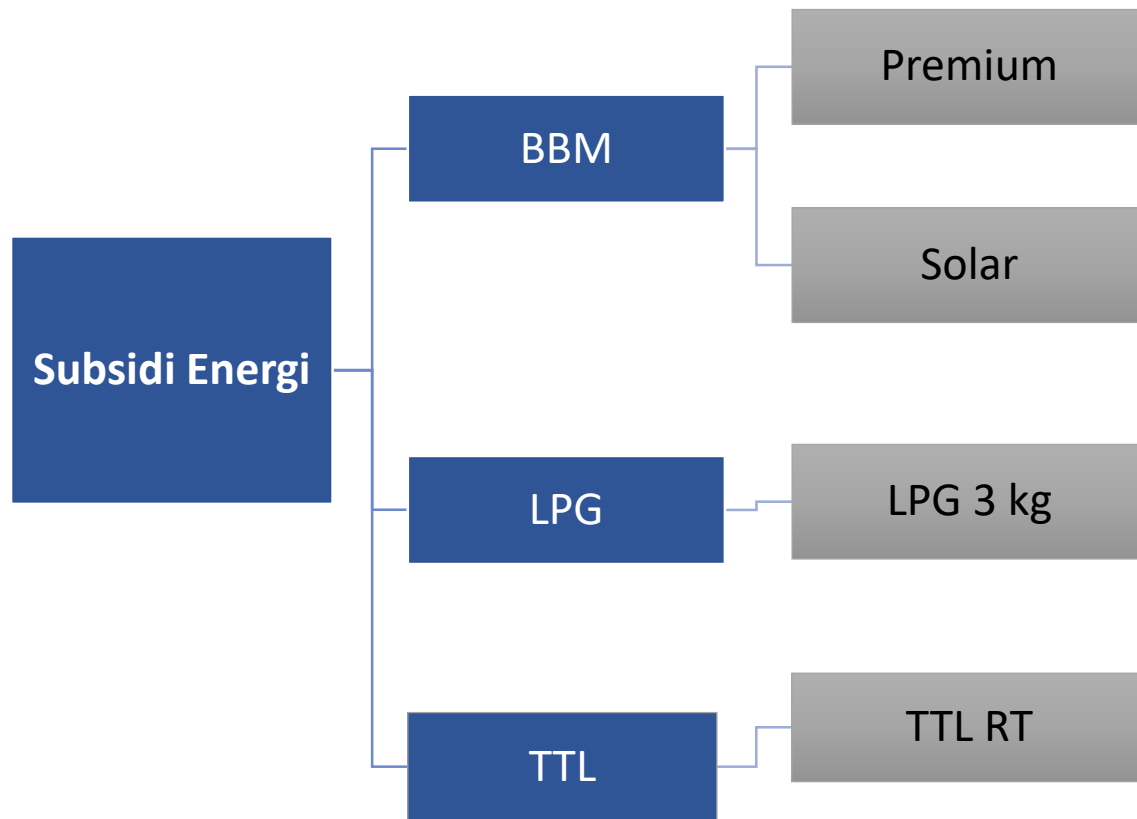 Subsidi Energi
BBM
Premium
Solar
LPG
LPG 3 kg
TTL
TTL RT